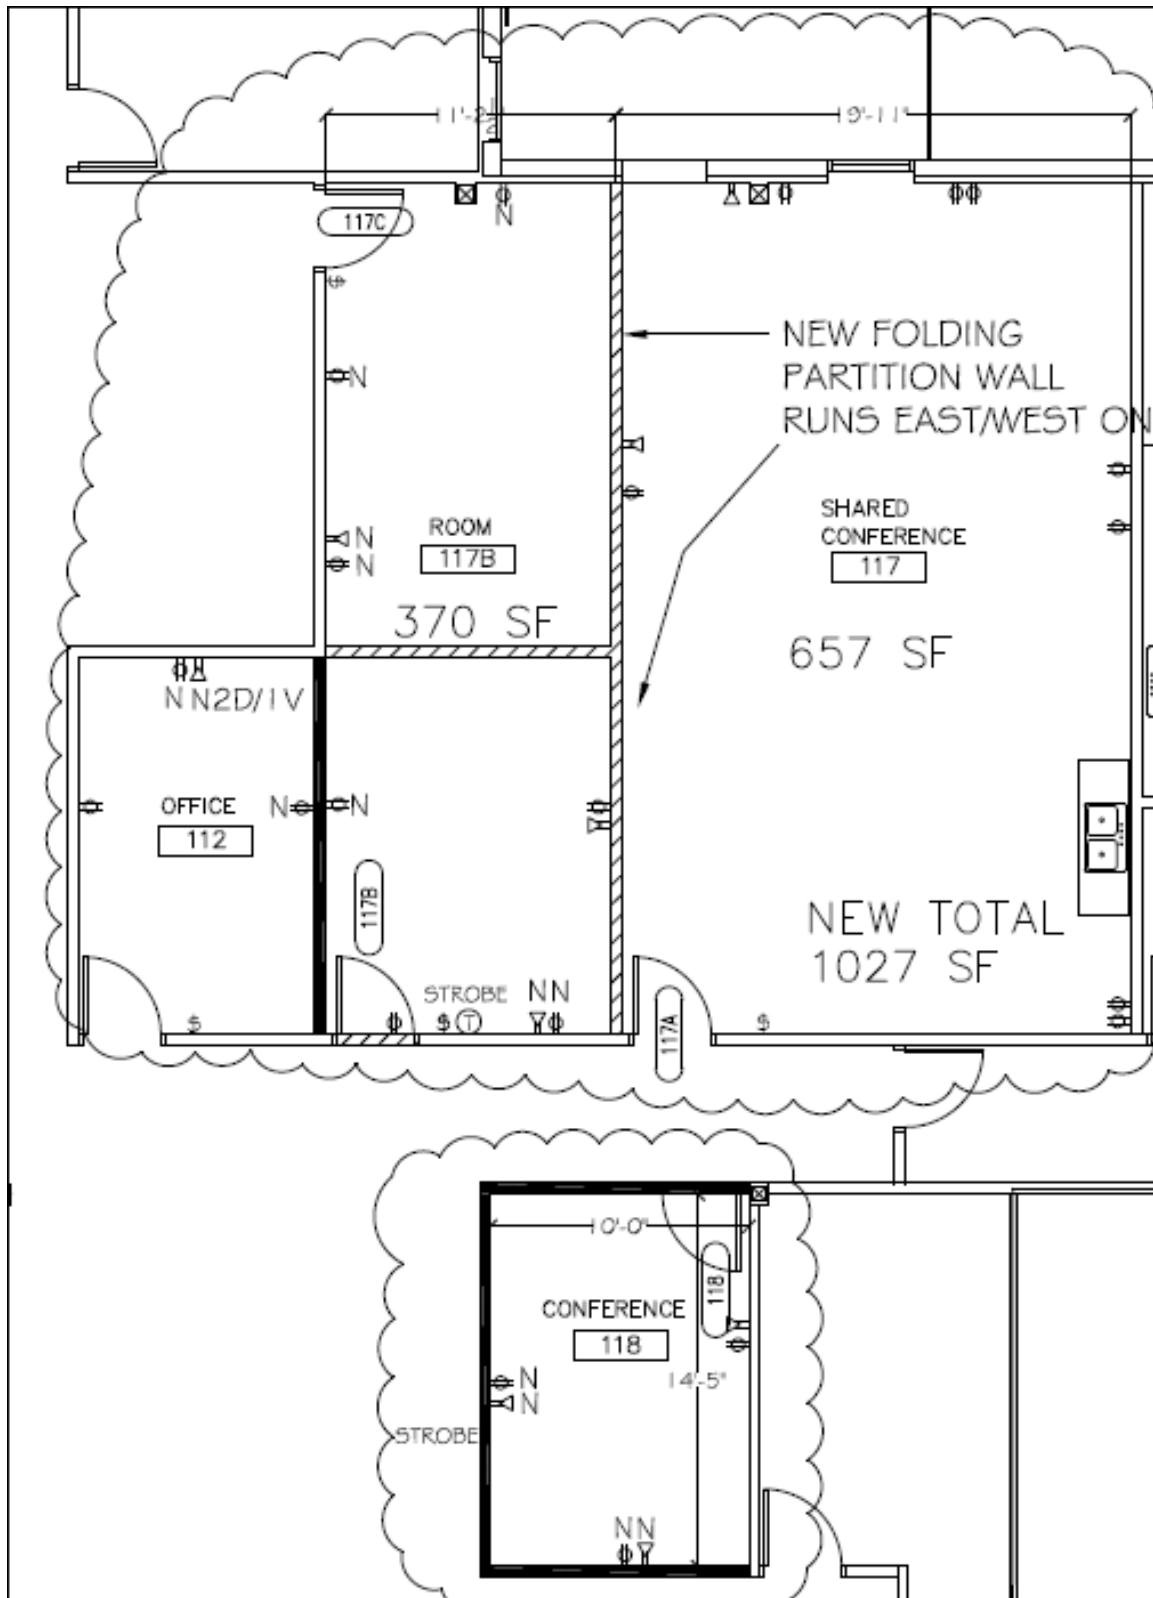 11'-2"
19'-11"
117C
N
$
N
NEW FOLDING
PARTITION WALL
RUNS EAST/WEST ON
N
N
ROOM
117B
370 SF
SHARED
CONFERENCE
117
657 SF
N N2D/1V
OFFICE
112
N
N
117B
NEW TOTAL
1027 SF
STROBE
NN
$
$
T
$
117A
10'-0"
118
CONFERENCE
118
14'-5"
N
N
STROBE
NN